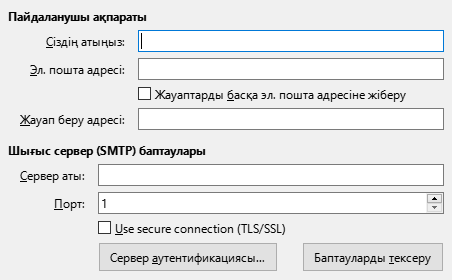 Пайдаланушы ақпараты
Сіздің атыңыз:
Эл. пошта адресі:
Жауаптарды басқа эл. пошта адресіне жіберу
Жауап беру адресі:
Шығыс сервер (SMTP) баптаулары
Сервер аты:
Порт: 1
Use secure connection (TLS/SSL)
Сервер аутентификациясы... Баптауларды тексеру